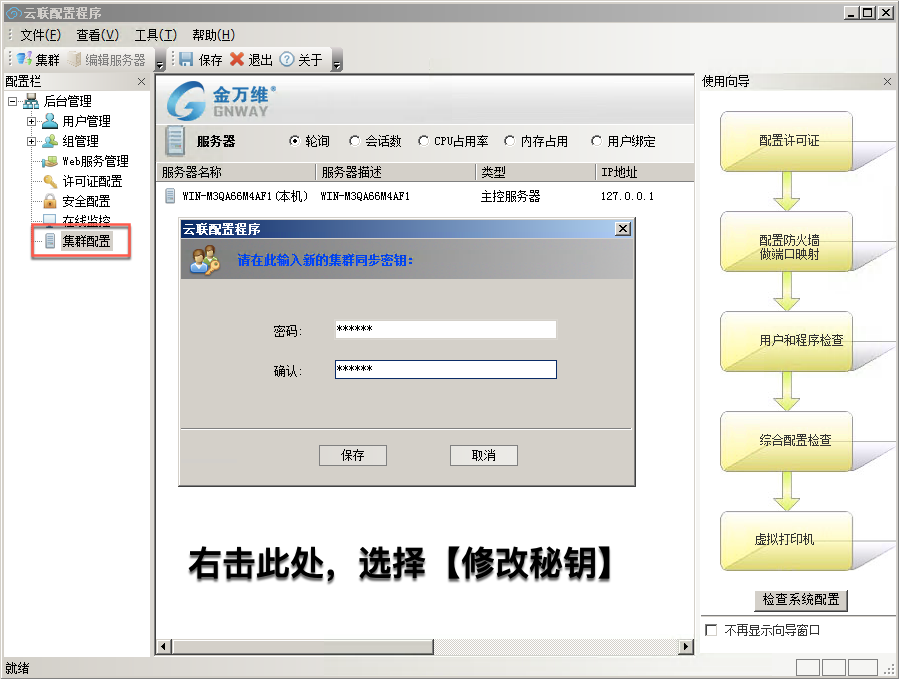 云联配置程序
文件(F) 查看(V) 工具(T) 帮助(H)
集群 编辑服务器 保存 退出 关于
配置栏
后台管理
用户管理
组管理
Web服务管理
许可证配置
安全配置
在线监控
集群配置
金万维®
GNWAY
服务器 轮询 会话数 CPU占用率 内存占用 用户绑定
服务器名称 服务器描述 类型 IP地址
WIN-M3QA66M4AF1(本机) WIN-M3QA66M4AF1 主控服务器 127.0.0.1
云联配置程序
请在此输入新的集群同步密钥:
密码: ******
确认: ******
保存 取消
右击此处，选择【修改秘钥】
使用向导
配置许可证
配置防火墙
做端口映射
用户和程序检查
综合配置检查
虚拟打印机
检查系统配置
不再显示向导窗口
就绪